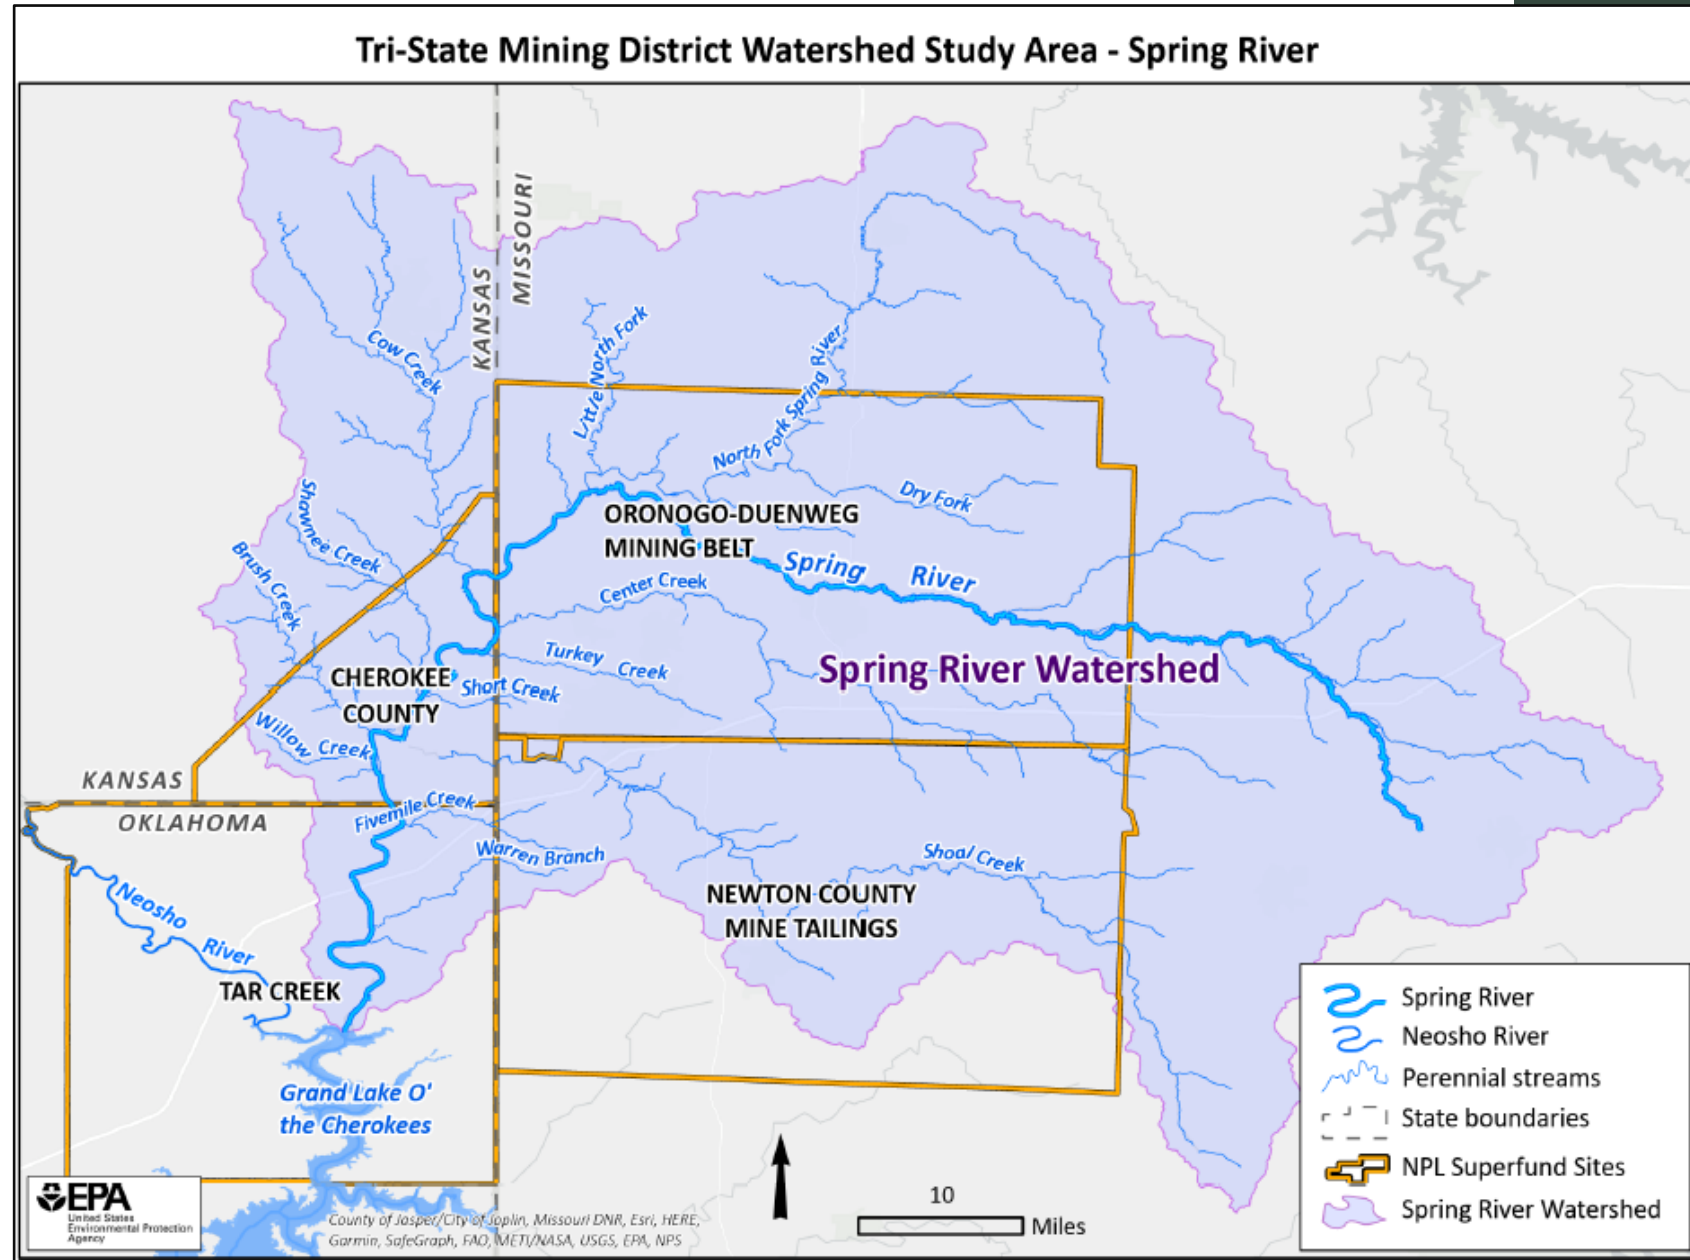 Tri-State Mining District Watershed Study Area - Spring River
KANSAS
MISSOURI
Cow Creek
Little North Fork
North Fork Spring River
Dry Fork
Shawnee Creek
Brush Creek
ORONOGO-DUENWEG
MINING BELT
Spring River
Center Creek
Turkey Creek
Spring River Watershed
CHEROKEE
COUNTY
Short Creek
Willow Creek
KANSAS
OKLAHOMA
Fivemile Creek
Warren Branch
Shoal Creek
Neosho River
NEWTON COUNTY
MINE TAILINGS
TAR CREEK
Grand Lake O'
the Cherokees
Spring River
Neosho River
Perennial streams
State boundaries
NPL Superfund Sites
Spring River Watershed
10
Miles
EPA
United States
Environmental Protection
Agency
County of Jasper/City of Joplin, Missouri DNR, Esri, HERE,
Garmin, SafeGraph, FAO, METI/NASA, USGS, EPA, NPS